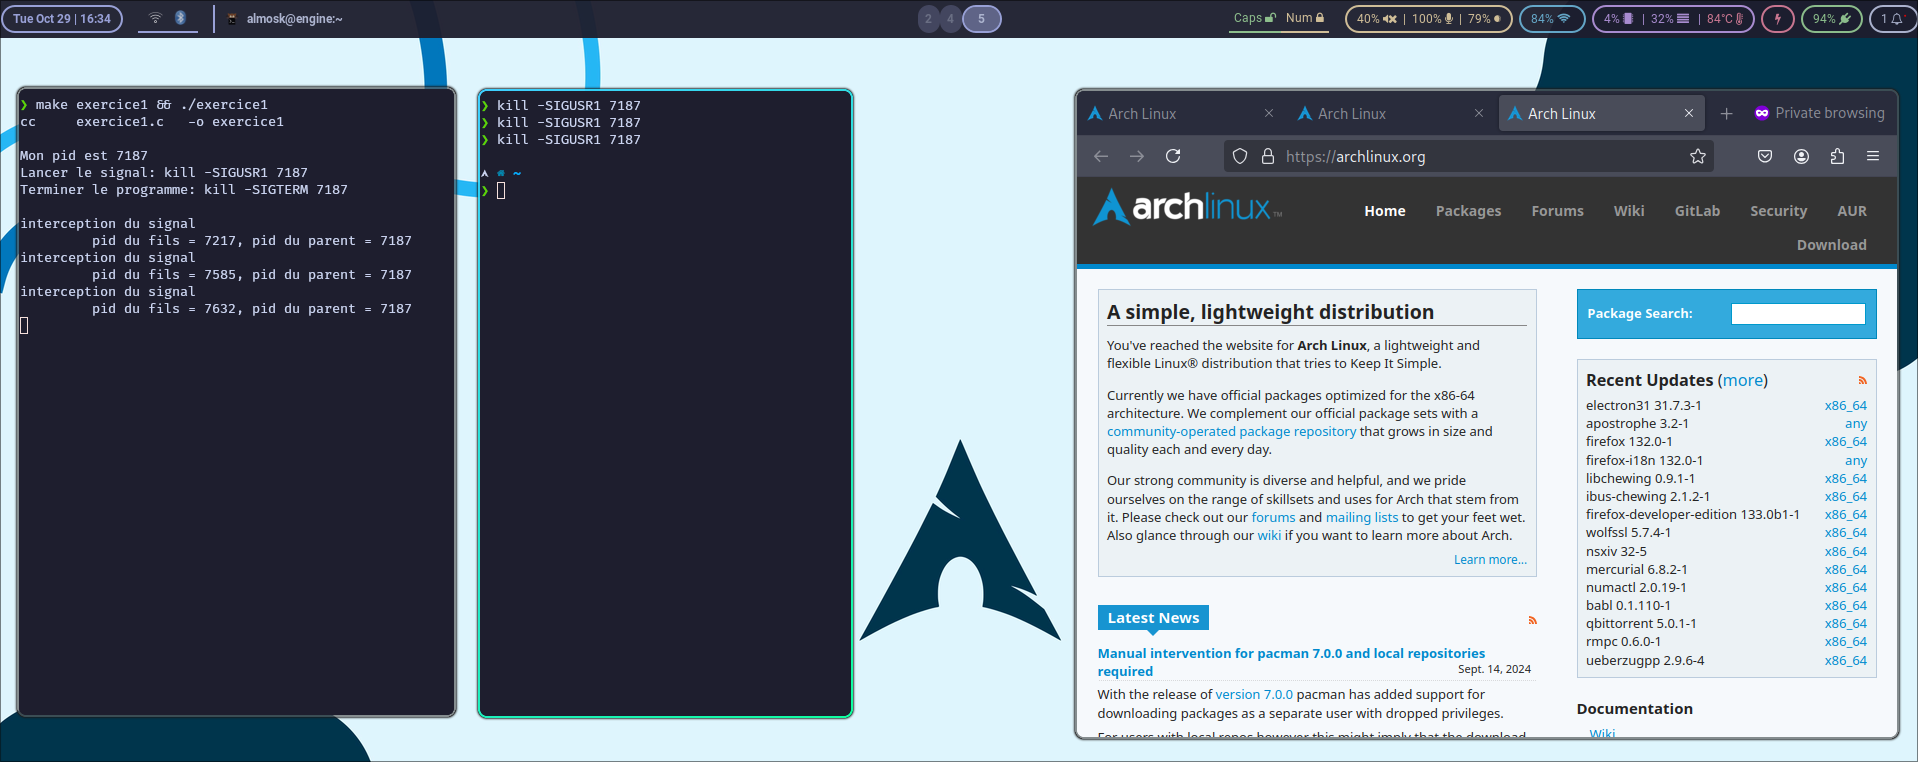 Tue Oct 29 | 16:34
almosk@engine:~
2 4 5
Caps Num
40% | 100% | 79%
84%
4% | 32% | 84°C
94%
1
❯ make exercice1 && ./exercice1
cc     exercice1.c   -o exercice1
Mon pid est 7187
Lancer le signal: kill -SIGUSR1 7187
Terminer le programme: kill -SIGTERM 7187
interception du signal
pid du fils = 7217, pid du parent = 7187
interception du signal
pid du fils = 7585, pid du parent = 7187
interception du signal
pid du fils = 7632, pid du parent = 7187
❯ kill -SIGUSR1 7187
❯ kill -SIGUSR1 7187
❯ kill -SIGUSR1 7187
~
❯
Arch Linux
Arch Linux
Arch Linux
Private browsing
https://archlinux.org
archlinux™
Home Packages Forums Wiki GitLab Security AUR
Download
A simple, lightweight distribution
You've reached the website for Arch Linux, a lightweight and
flexible Linux® distribution that tries to Keep It Simple.
Currently we have official packages optimized for the x86-64
architecture. We complement our official package sets with a
community-operated package repository that grows in size and
quality each and every day.
Our strong community is diverse and helpful, and we pride
ourselves on the range of skillsets and uses for Arch that stem from
it. Please check out our forums and mailing lists to get your feet wet.
Also glance through our wiki if you want to learn more about Arch.
Learn more...
Latest News
Manual intervention for pacman 7.0.0 and local repositories
required
Sept. 14, 2024
With the release of version 7.0.0 pacman has added support for
downloading packages as a separate user with dropped privileges.
For users with local repos however this might imply that the download
Package Search:
Recent Updates (more)
electron31 31.7.3-1 x86_64
apostrophe 3.2-1 any
firefox 132.0-1 x86_64
firefox-i18n 132.0-1 any
libchewing 0.9.1-1 x86_64
ibus-chewing 2.1.2-1 x86_64
firefox-developer-edition 133.0b1-1 x86_64
wolfssl 5.7.4-1 x86_64
nsxiv 32-5 x86_64
mercurial 6.8.2-1 x86_64
numactl 2.0.19-1 x86_64
babl 0.1.110-1 x86_64
qbittorrent 5.0.1-1 x86_64
rmpc 0.6.0-1 x86_64
ueberzugpp 2.9.6-4 x86_64
Documentation
Wiki